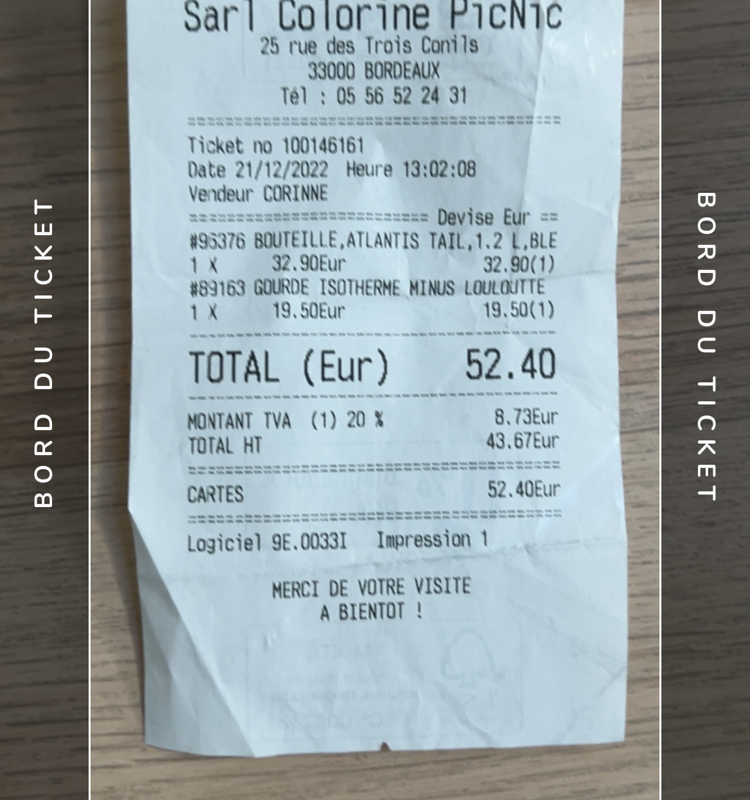 Sarl Colorine PicNic
25 rue des Trois Conils
33000 BORDEAUX
Tél : 05 56 52 24 31
Ticket no 100146161
Date 21/12/2022 Heure 13:02:08
Vendeur CORINNE
=========================== Devise Eur ==
#96376 BOUTEILLE,ATLANTIS TAIL,1.2 L,BLE
1 X 32.90Eur 32.90(1)
#89163 GOURDE ISOTHERME MINUS LOULOUTTE
1 X 19.50Eur 19.50(1)
TOTAL (Eur) 52.40
MONTANT TVA (1) 20 % 8.73Eur
TOTAL HT 43.67Eur
CARTES 52.40Eur
Logiciel 9E.0033I Impression 1
MERCI DE VOTRE VISITE
A BIENTOT !
BORD DU TICKET
BORD DU TICKET